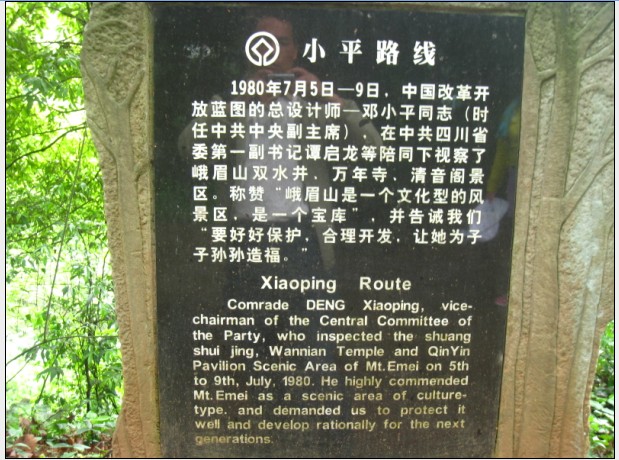 小平路线
1980年7月5日—9日，中国改革开
放蓝图的总设计师—邓小平同志（时
任中共中央副主席），在中共四川省
委第一副书记谭启龙等陪同下视察了
峨眉山双水井、万年寺、清音阁景
区。称赞“峨眉山是一个文化型的风
景区，是一个宝库”，并告诫我们
“要好好保护，合理开发，让她为子
子孙孙造福。”
Xiaoping Route
Comrade DENG Xiaoping, vice-
chairman of the Central Committee of
the Party, who inspected the shuang
shui jing, Wannian Temple and QinYin
Pavilion Scenic Area of Mt.Emei on 5th
to 9th, July, 1980. He highly commended
Mt.Emei as a scenic area of culture-
type. and demanded us to protect it
well and develop rationally for the next
generations.